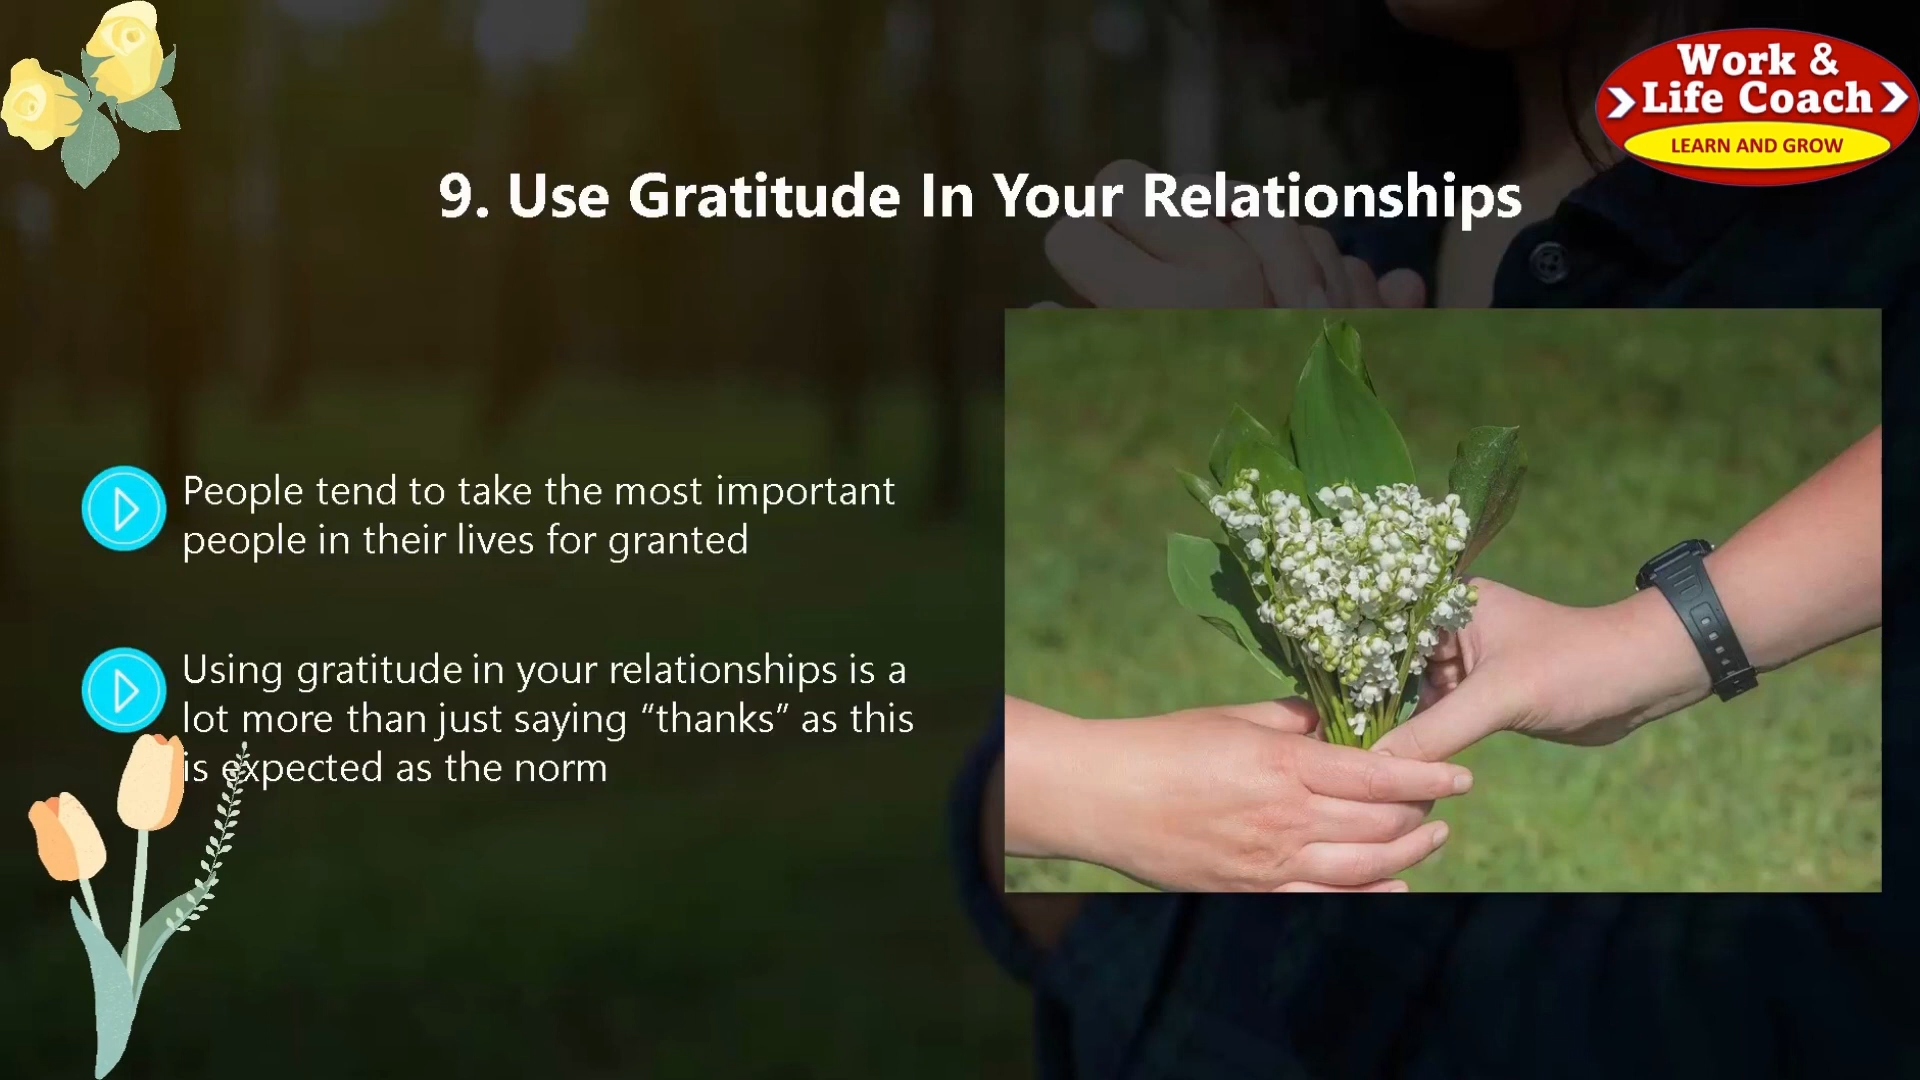 Work &
Life Coach
LEARN AND GROW
9. Use Gratitude In Your Relationships
People tend to take the most important
people in their lives for granted
Using gratitude in your relationships is a
lot more than just saying “thanks” as this
is expected as the norm